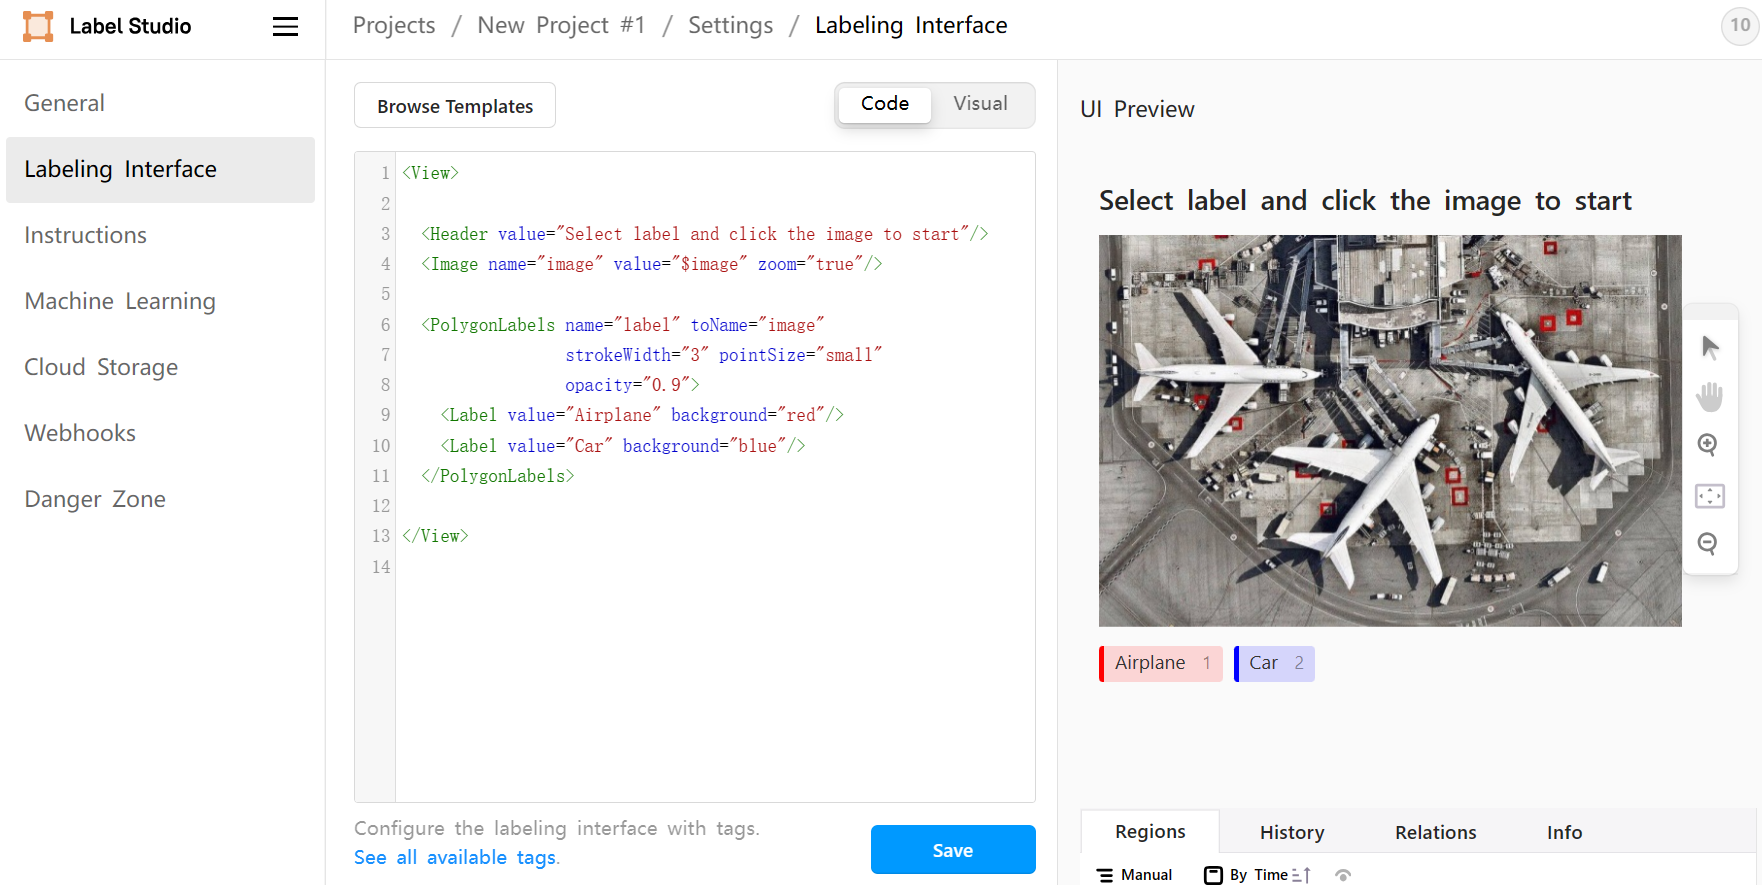 Label Studio
Projects / New Project #1 / Settings / Labeling Interface
10
General
Labeling Interface
Instructions
Machine Learning
Cloud Storage
Webhooks
Danger Zone
Browse Templates
Code
Visual
1 <View>
2
3 <Header value="Select label and click the image to start"/>
4 <Image name="image" value="$image" zoom="true"/>
5
6 <PolygonLabels name="label" toName="image"
7 strokeWidth="3" pointSize="small"
8 opacity="0.9">
9 <Label value="Airplane" background="red"/>
10 <Label value="Car" background="blue"/>
11 </PolygonLabels>
12
13 </View>
14
Configure the labeling interface with tags.
See all available tags.
Save
UI Preview
Select label and click the image to start
Airplane 1
Car 2
Regions
History
Relations
Info
Manual
By Time